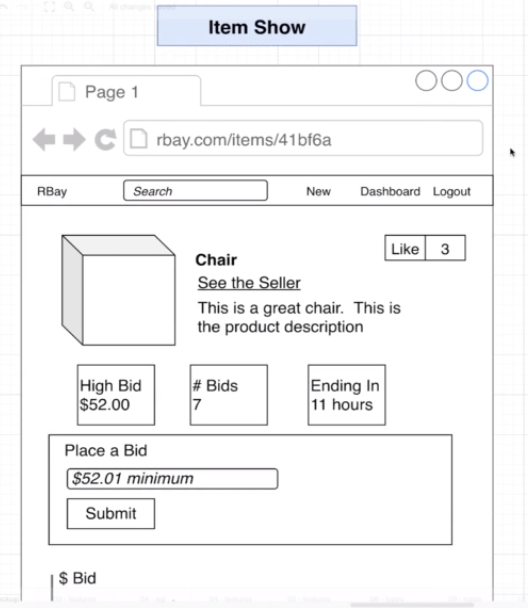 Item Show
Page 1
rbay.com/items/41bf6a
RBay Search New Dashboard Logout
Like 3
Chair
See the Seller
This is a great chair. This is
the product description
High Bid
$52.00
# Bids
7
Ending In
11 hours
Place a Bid
$52.01 minimum
Submit
$ Bid